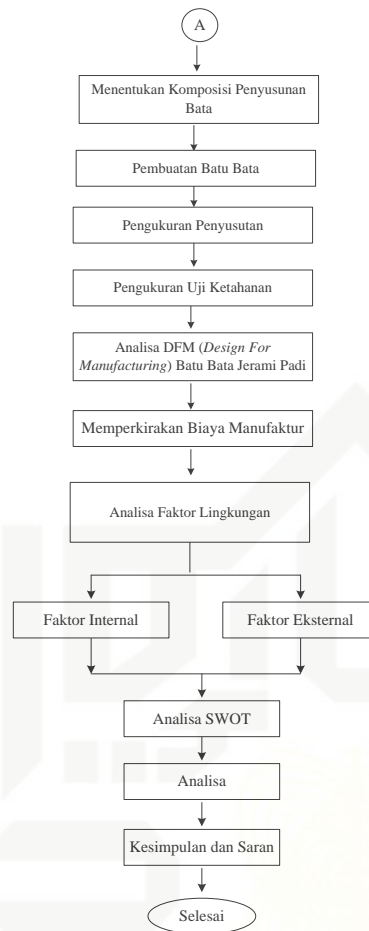 A
Menentukan Komposisi Penyusunan
Bata
Pembuatan Batu Bata
Pengukuran Penyusutan
Pengukuran Uji Ketahanan
Analisa DFM (Design For
Manufacturing) Batu Bata Jerami Padi
Memperkirakan Biaya Manufaktur
Analisa Faktor Lingkungan
Faktor Internal
Faktor Eksternal
Analisa SWOT
Analisa
Kesimpulan dan Saran
Selesai